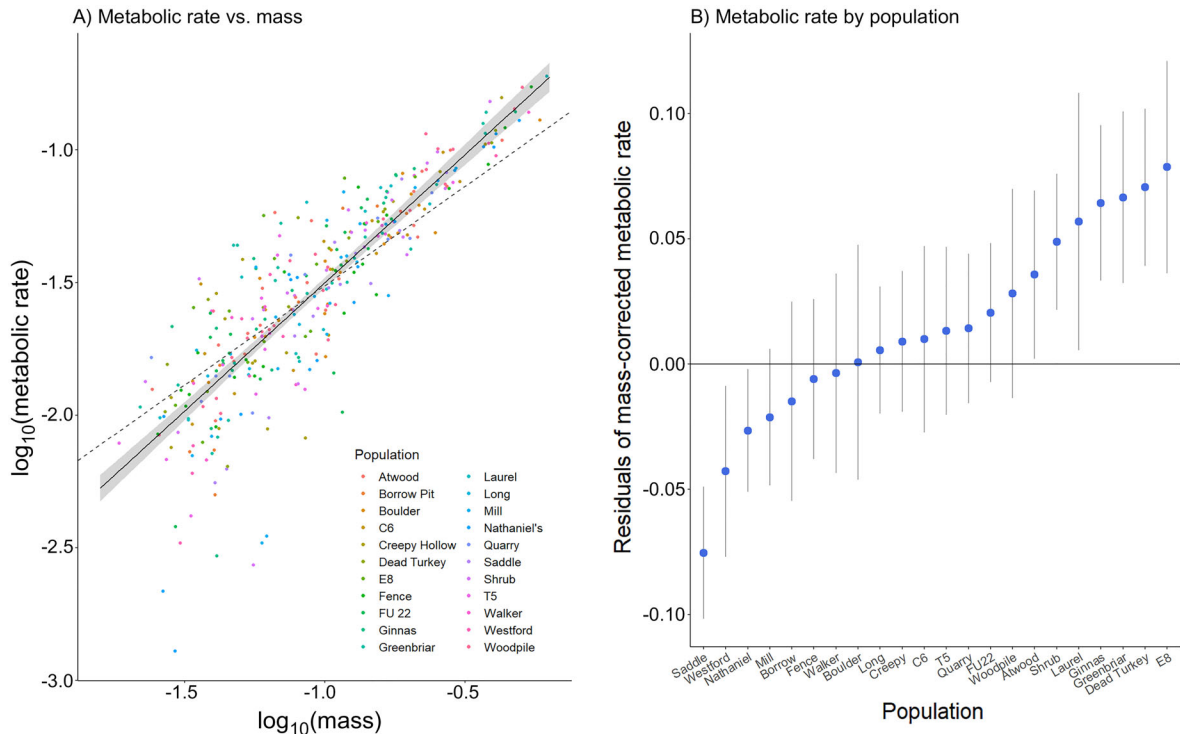 A) Metabolic rate vs. mass
log10(metabolic rate)
-1.0
-1.5
-2.0
-2.5
-3.0
Population
Atwood
Borrow Pit
Boulder
C6
Creepy Hollow
Dead Turkey
E8
Fence
FU 22
Ginnas
Greenbriar
Laurel
Long
Mill
Nathaniel's
Quarry
Saddle
Shrub
T5
Walker
Westford
Woodpile
-1.5
-1.0
-0.5
log10(mass)
B) Metabolic rate by population
Residuals of mass-corrected metabolic rate
0.10
0.05
0.00
-0.05
-0.10
Saddle
Westford
Nathaniel
Mill
Borrow
Fence
Walker
Boulder
Long
Creepy
C6
T5
Quarry
FU22
Woodpile
Atwood
Shrub
Laurel
Ginnas
Greenbriar
Dead Turkey
E8
Population